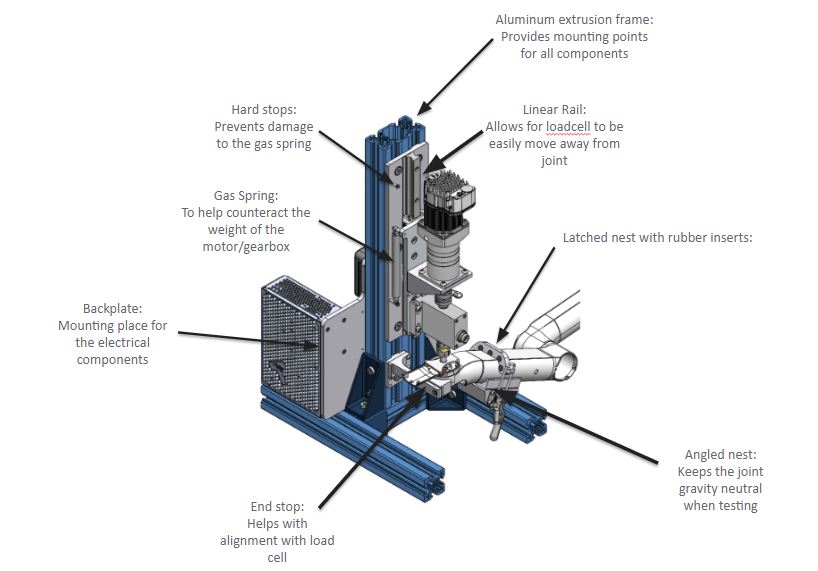 Aluminum extrusion frame:
Provides mounting points
for all components
Hard stops:
Prevents damage
to the gas spring
Linear Rail:
Allows for loadcell to be
easily move away from
joint
Gas Spring:
To help counteract the
weight of the
motor/gearbox
Latched nest with rubber inserts:
Backplate:
Mounting place for
the electrical
components
Angled nest:
Keeps the joint
gravity neutral
when testing
End stop:
Helps with
alignment with load
cell